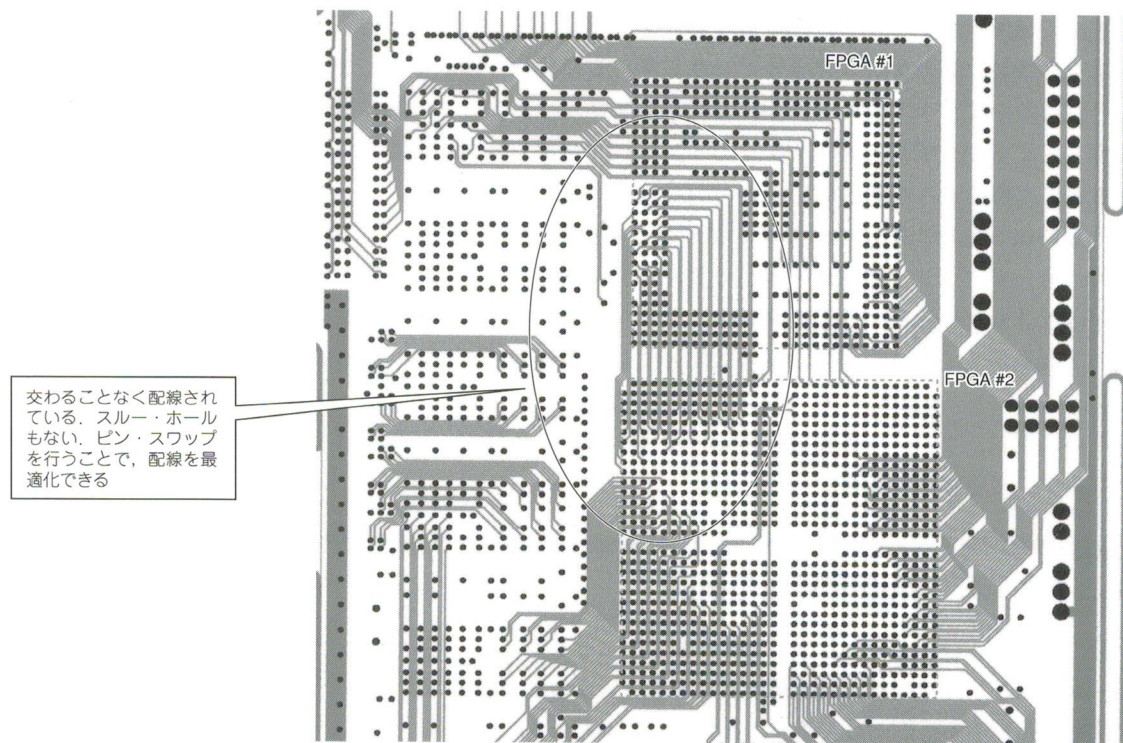 FPGA #1
FPGA #2
交わることなく配線され
ている．スルー・ホール
もない．ピン・スワップ
を行うことで，配線を最
適化できる